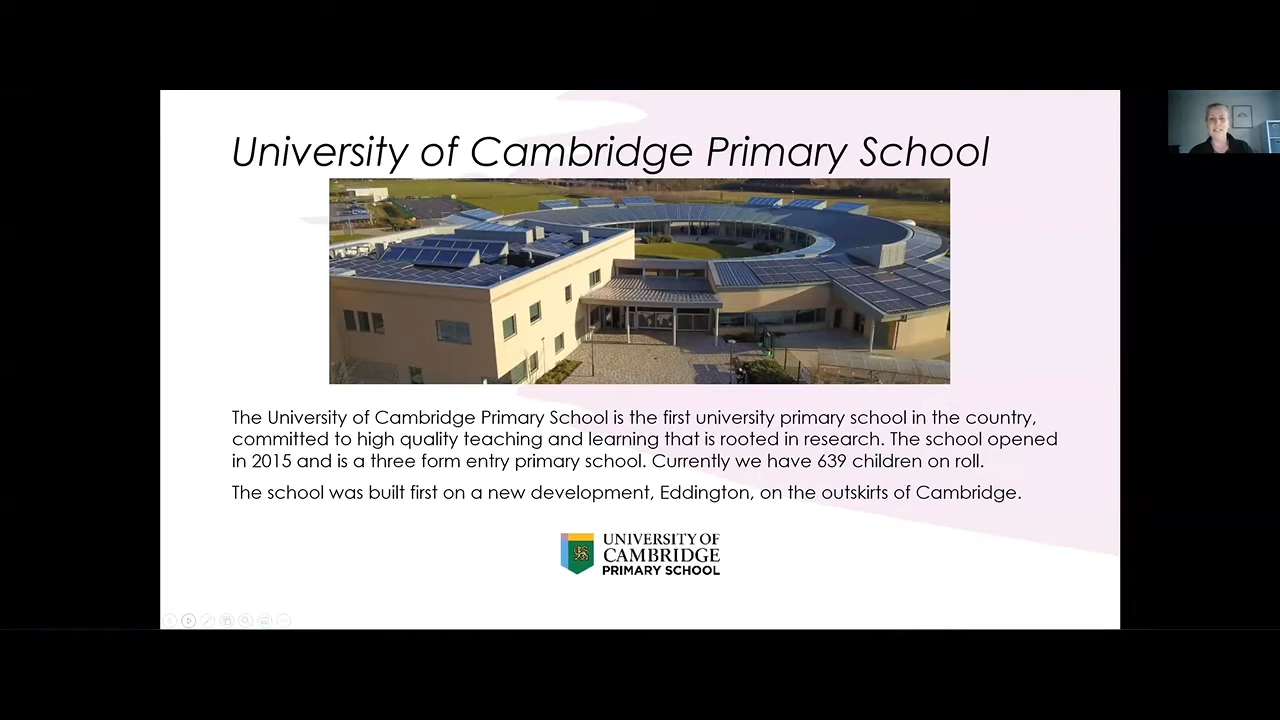 University of Cambridge Primary School
The University of Cambridge Primary School is the first university primary school in the country,
committed to high quality teaching and learning that is rooted in research. The school opened
in 2015 and is a three form entry primary school. Currently we have 639 children on roll.
The school was built first on a new development, Eddington, on the outskirts of Cambridge.
UNIVERSITY OF
CAMBRIDGE
PRIMARY SCHOOL